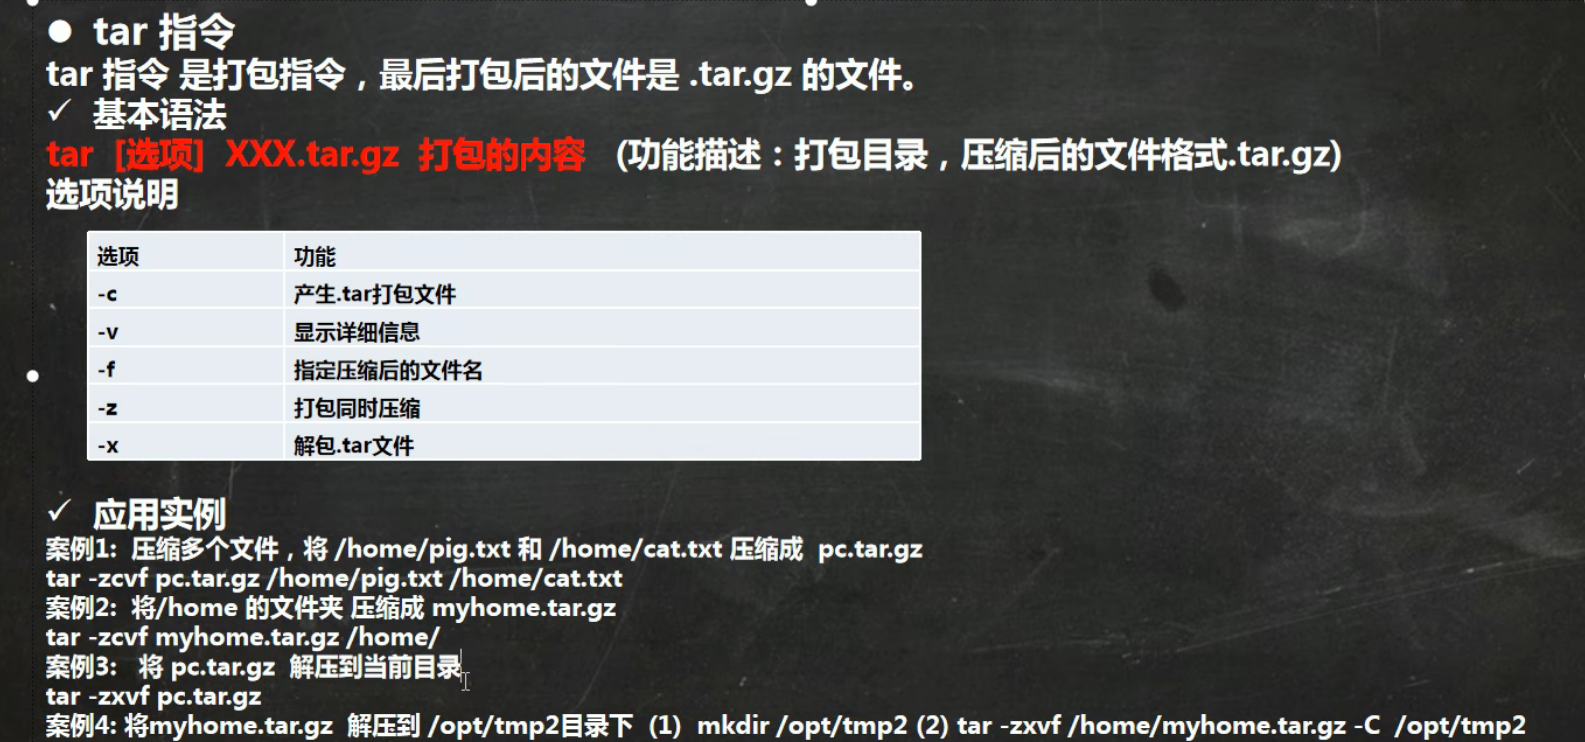 ● tar 指令
tar 指令 是打包指令，最后打包后的文件是 .tar.gz 的文件。
✓ 基本语法
tar [选项] XXX.tar.gz 打包的内容 (功能描述：打包目录，压缩后的文件格式.tar.gz)
选项说明
选项 功能
-c 产生.tar打包文件
-v 显示详细信息
-f 指定压缩后的文件名
-z 打包同时压缩
-x 解包.tar文件
✓ 应用实例
案例1: 压缩多个文件，将 /home/pig.txt 和 /home/cat.txt 压缩成 pc.tar.gz
tar -zcvf pc.tar.gz /home/pig.txt /home/cat.txt
案例2: 将/home 的文件夹 压缩成 myhome.tar.gz
tar -zcvf myhome.tar.gz /home/
案例3: 将 pc.tar.gz 解压到当前目录
tar -zxvf pc.tar.gz
案例4: 将myhome.tar.gz 解压到 /opt/tmp2目录下 (1) mkdir /opt/tmp2 (2) tar -zxvf /home/myhome.tar.gz -C /opt/tmp2